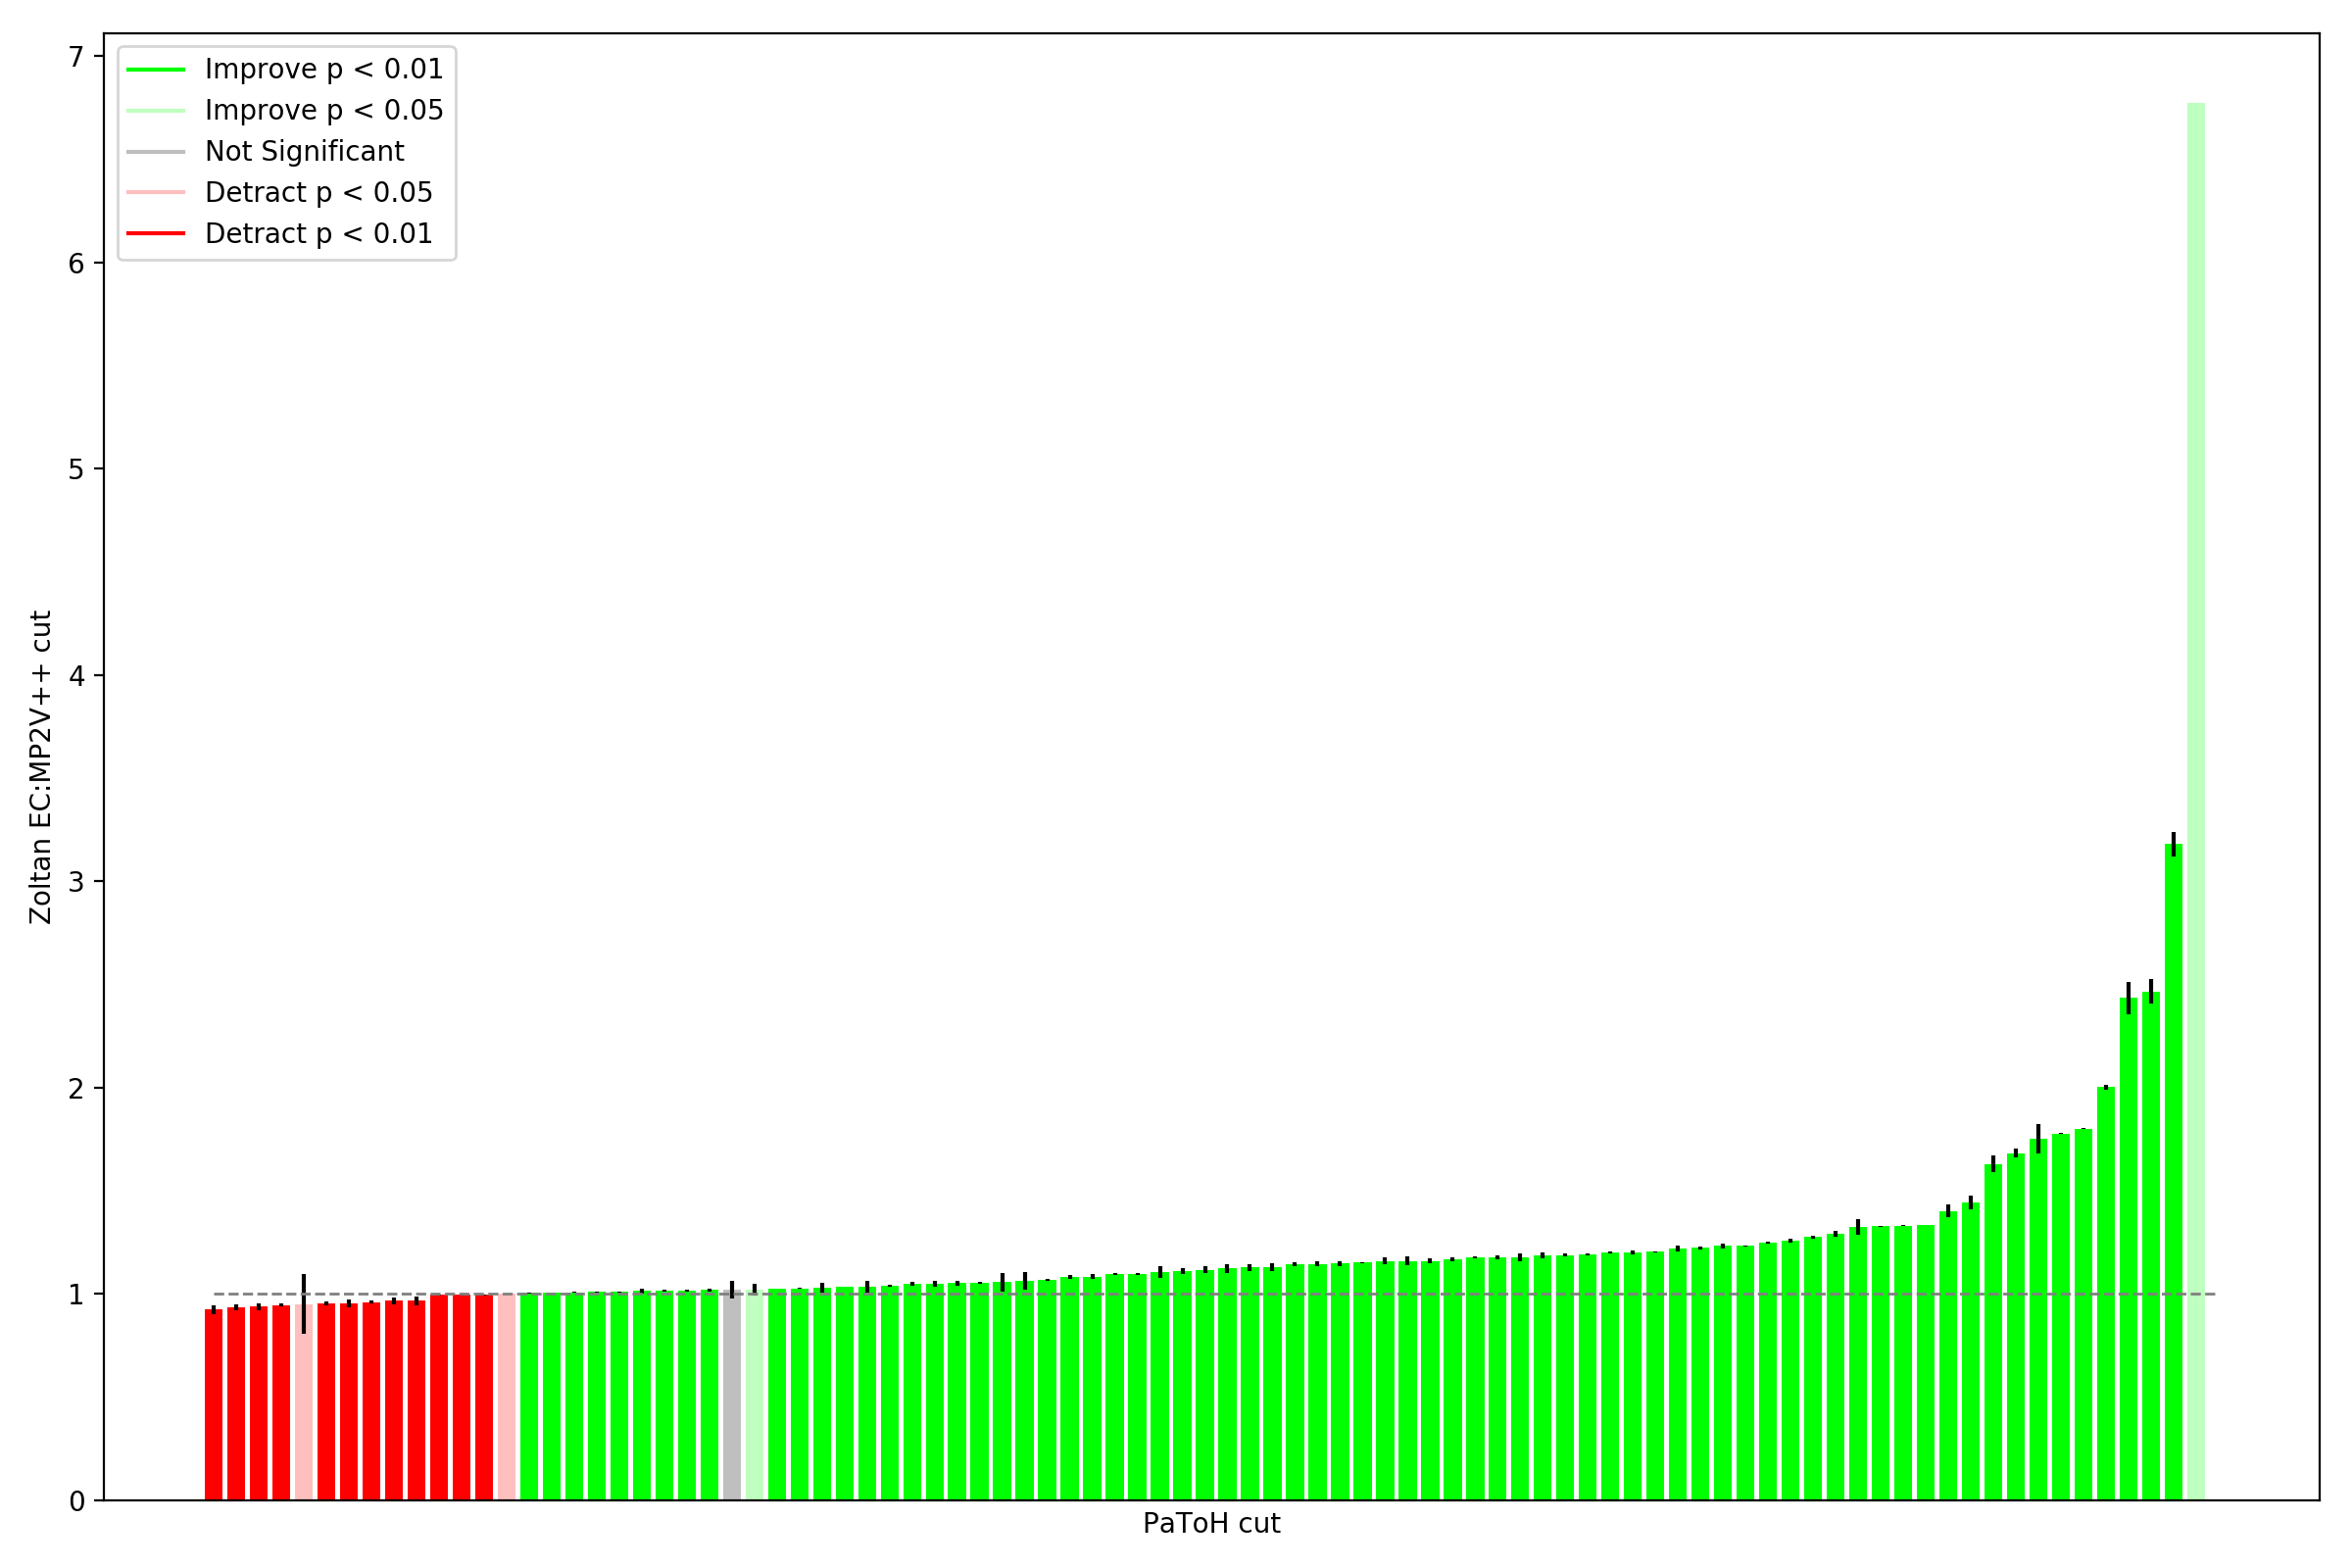 Improve p < 0.01
Improve p < 0.05
Not Significant
Detract p < 0.05
Detract p < 0.01
7
6
5
4
3
2
1
0
Zoltan EC:MP2V++ cut
PaToH cut